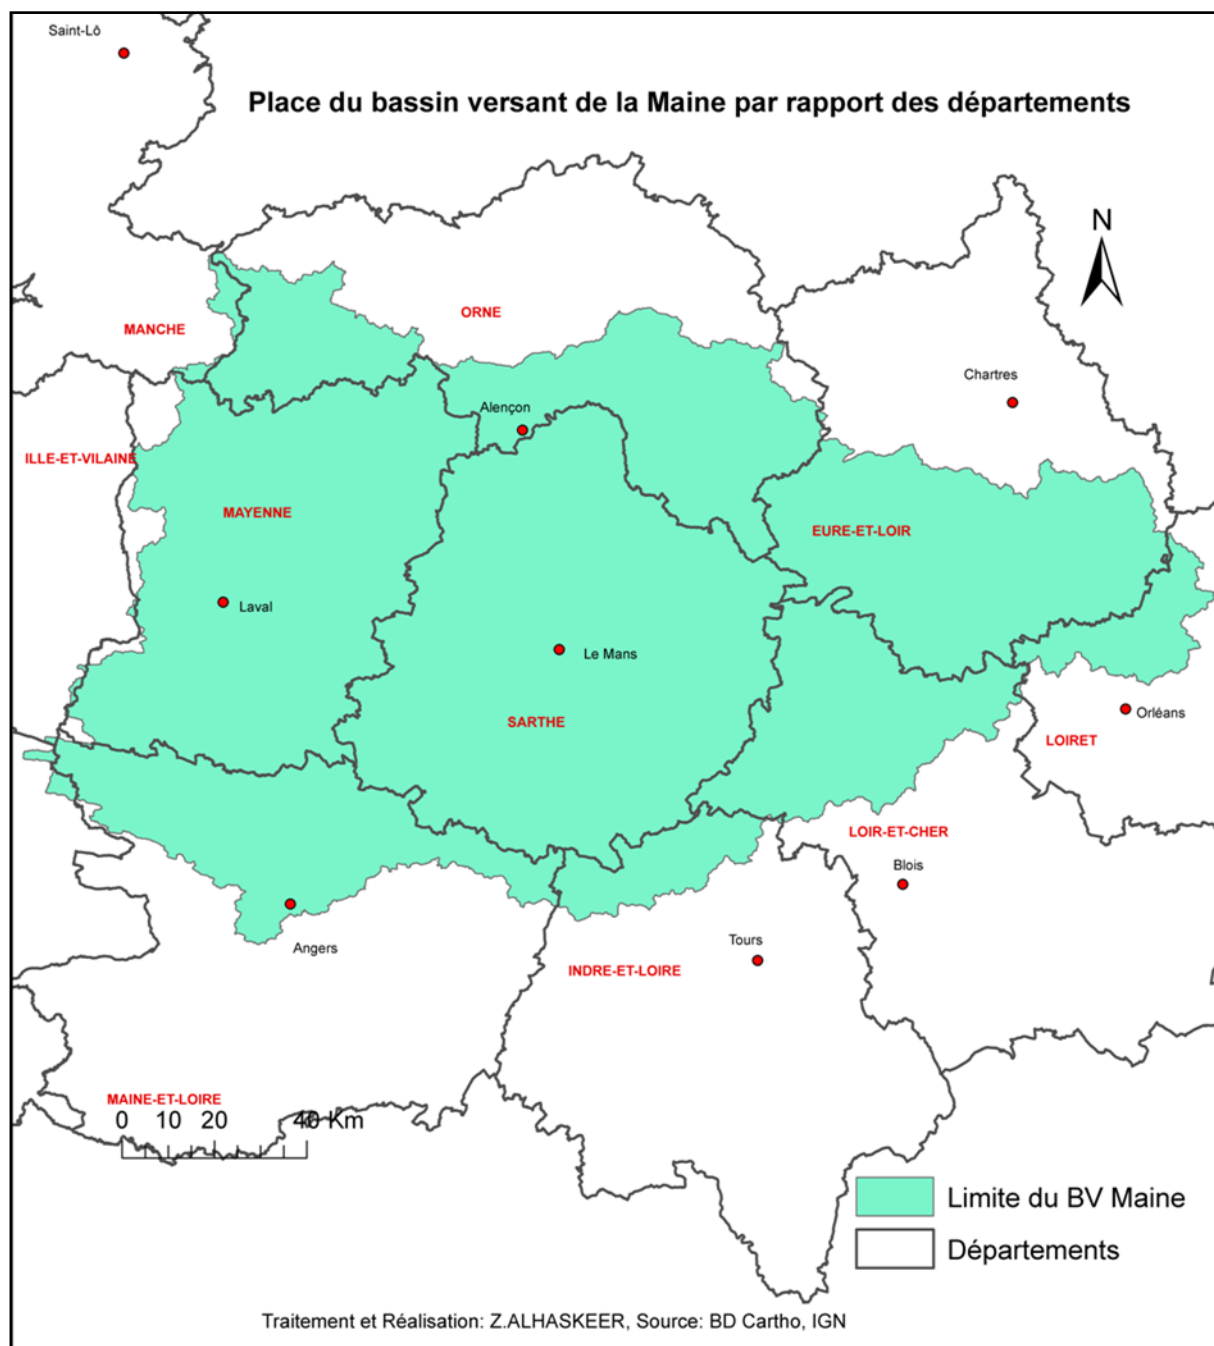 Saint-Lô
Place du bassin versant de la Maine par rapport des départements
N
ORNE
MANCHE
Chartres
Alençon
ILLE-ET-VILAINE
MAYENNE
EURE-ET-LOIR
Laval
Le Mans
SARTHE
Orléans
LOIRET
LOIR-ET-CHER
Blois
Tours
Angers
INDRE-ET-LOIRE
MAINE-ET-LOIRE
0 10 20 40 Km
Limite du BV Maine
Départements
Traitement et Réalisation: Z.ALHASKEER, Source: BD Cartho, IGN